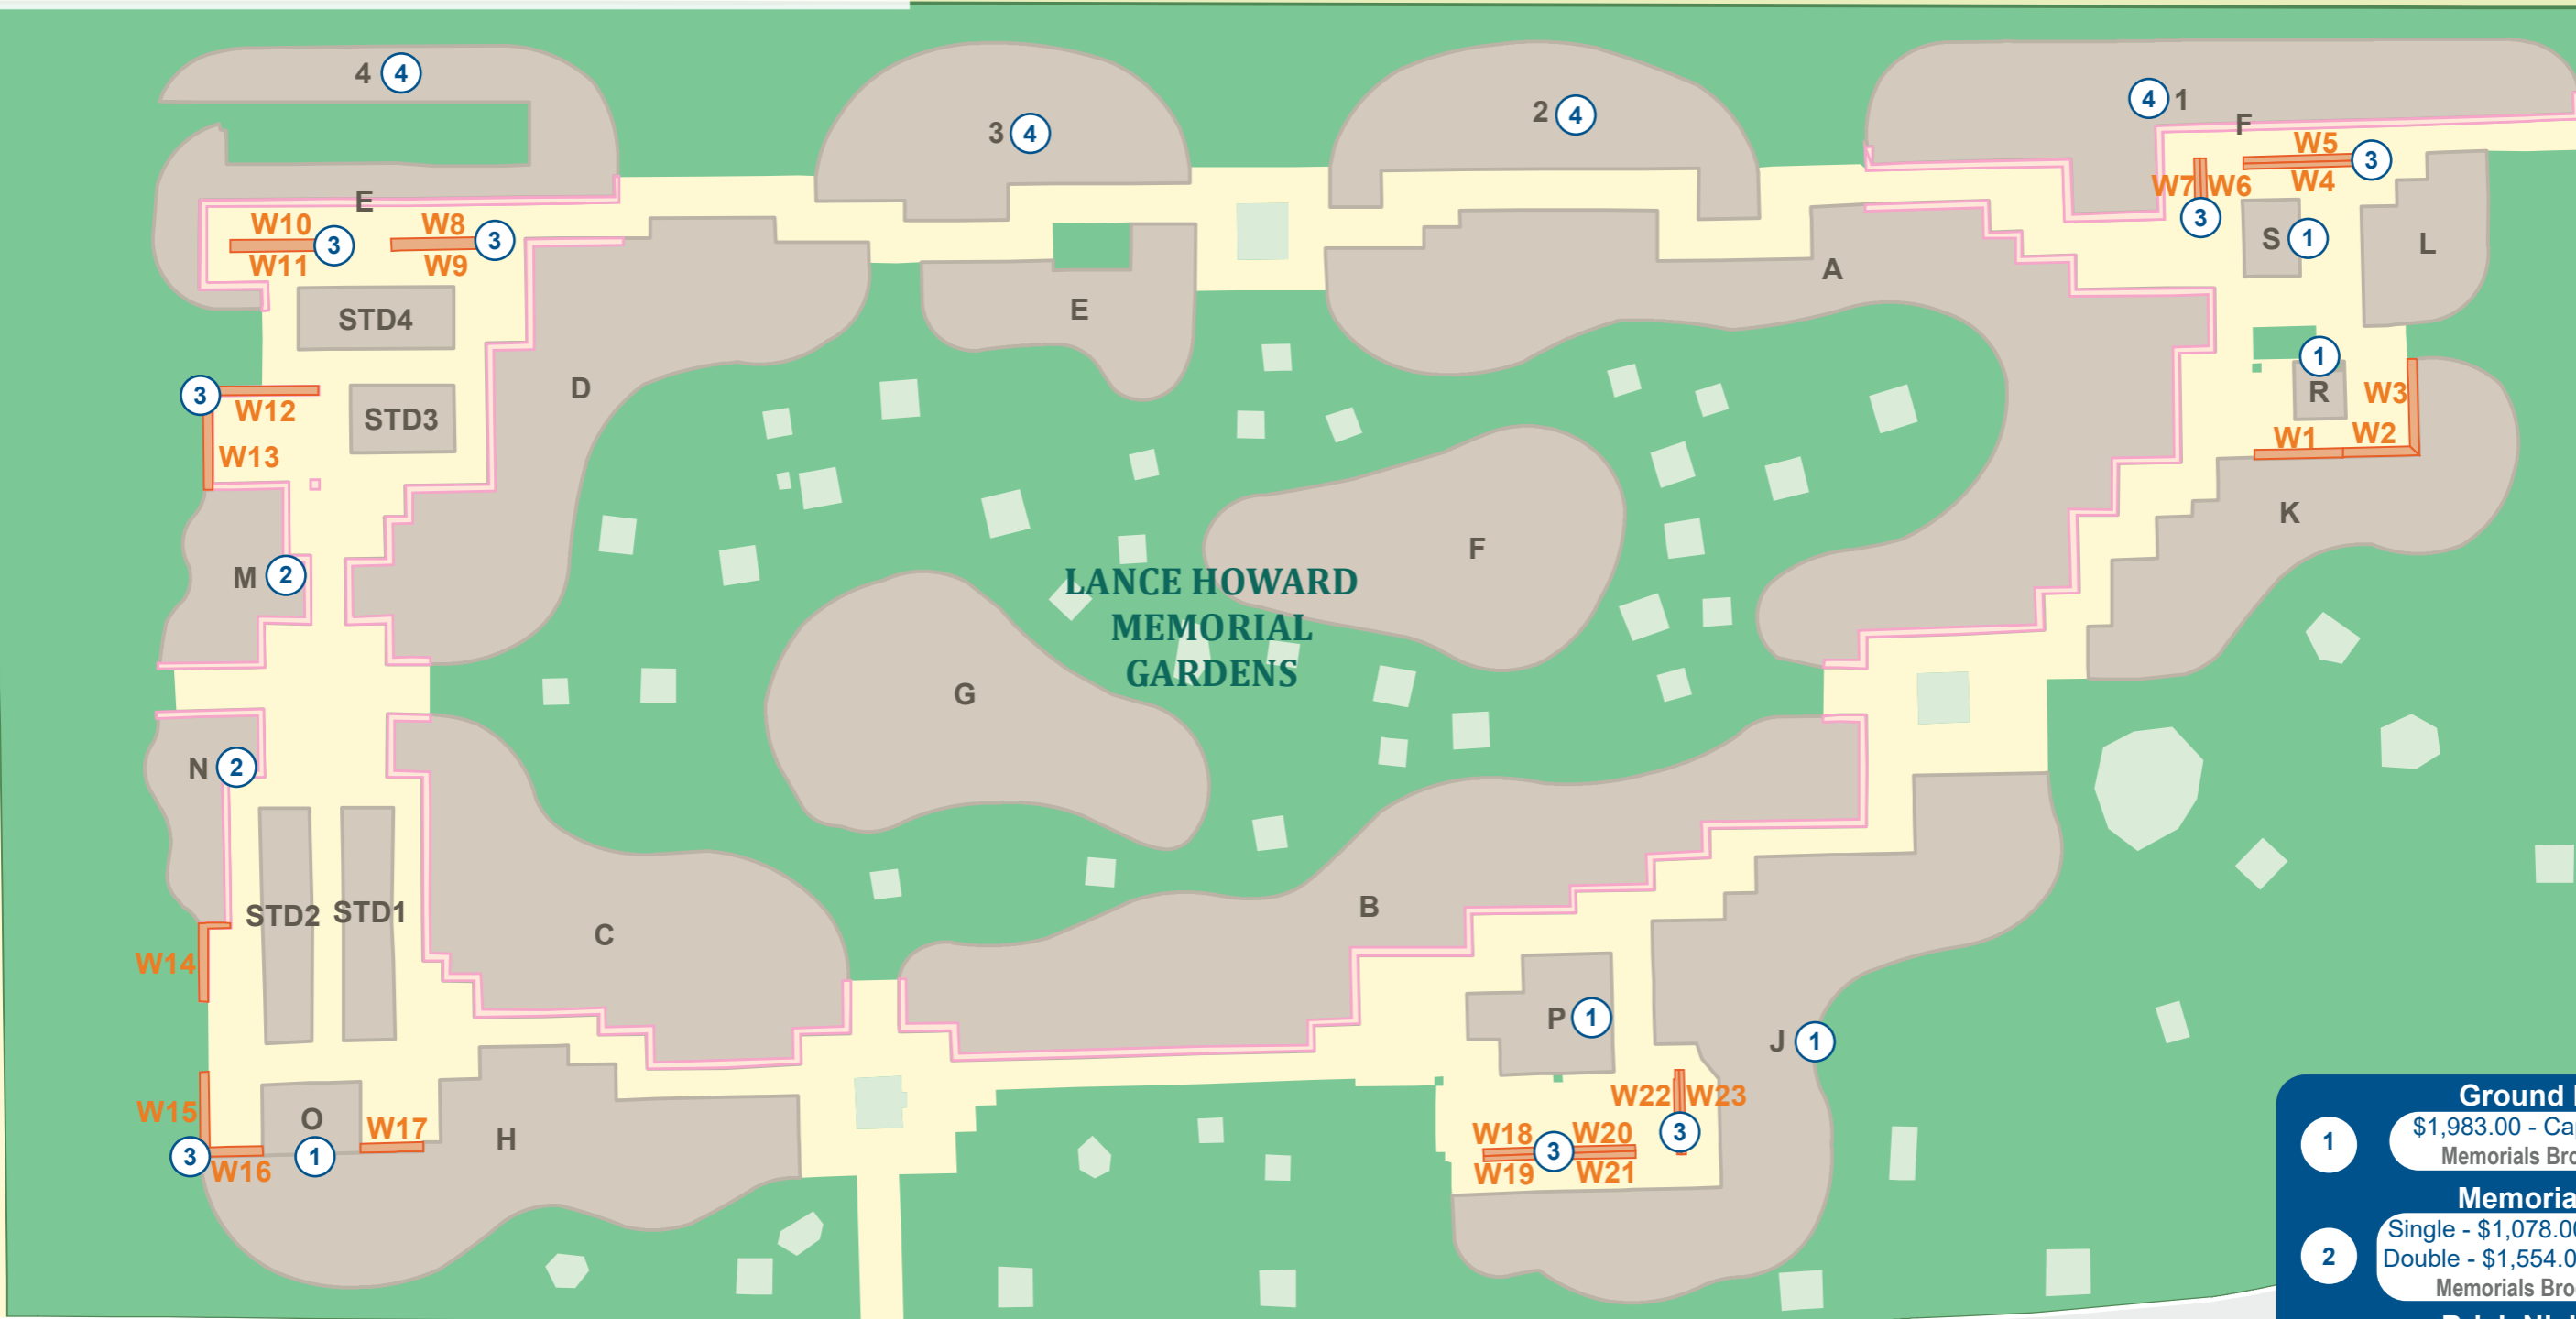 4 4
3 4
2 4
4 1
F
W5
3
W7 W6
W4
3
S 1
L
E
W10
W8
3
3
W11
W9
STD4
A
E
D
3
W12
STD3
W13
1
R
W3
W1
W2
K
M 2
F
LANCE HOWARD
MEMORIAL
GARDENS
G
N 2
STD2
STD1
C
B
W14
P 1
J 1
W15
O
W17
H
3
W16
1
W22 W23
3
W18
W20
3
W19
W21
Ground
1
$1,983.00 - Ca
Memorials Bro
Memoria
2
Single - $1,078.00
Double - $1,554.0
Memorials Bro